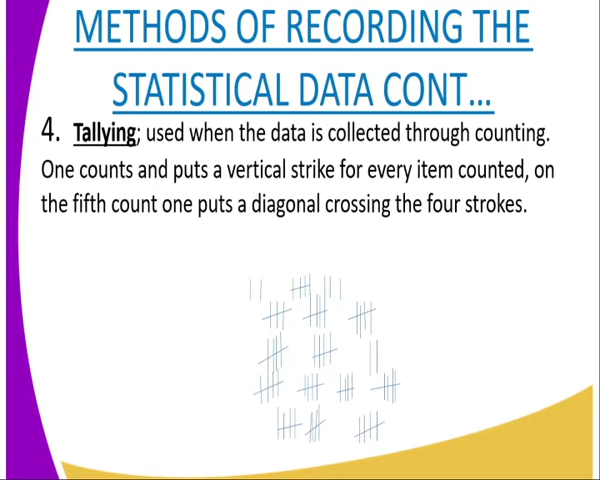 METHODS OF RECORDING THE
STATISTICAL DATA CONT...
4. Tallying; used when the data is collected through counting.
One counts and puts a vertical strike for every item counted, on
the fifth count one puts a diagonal crossing the four strokes.